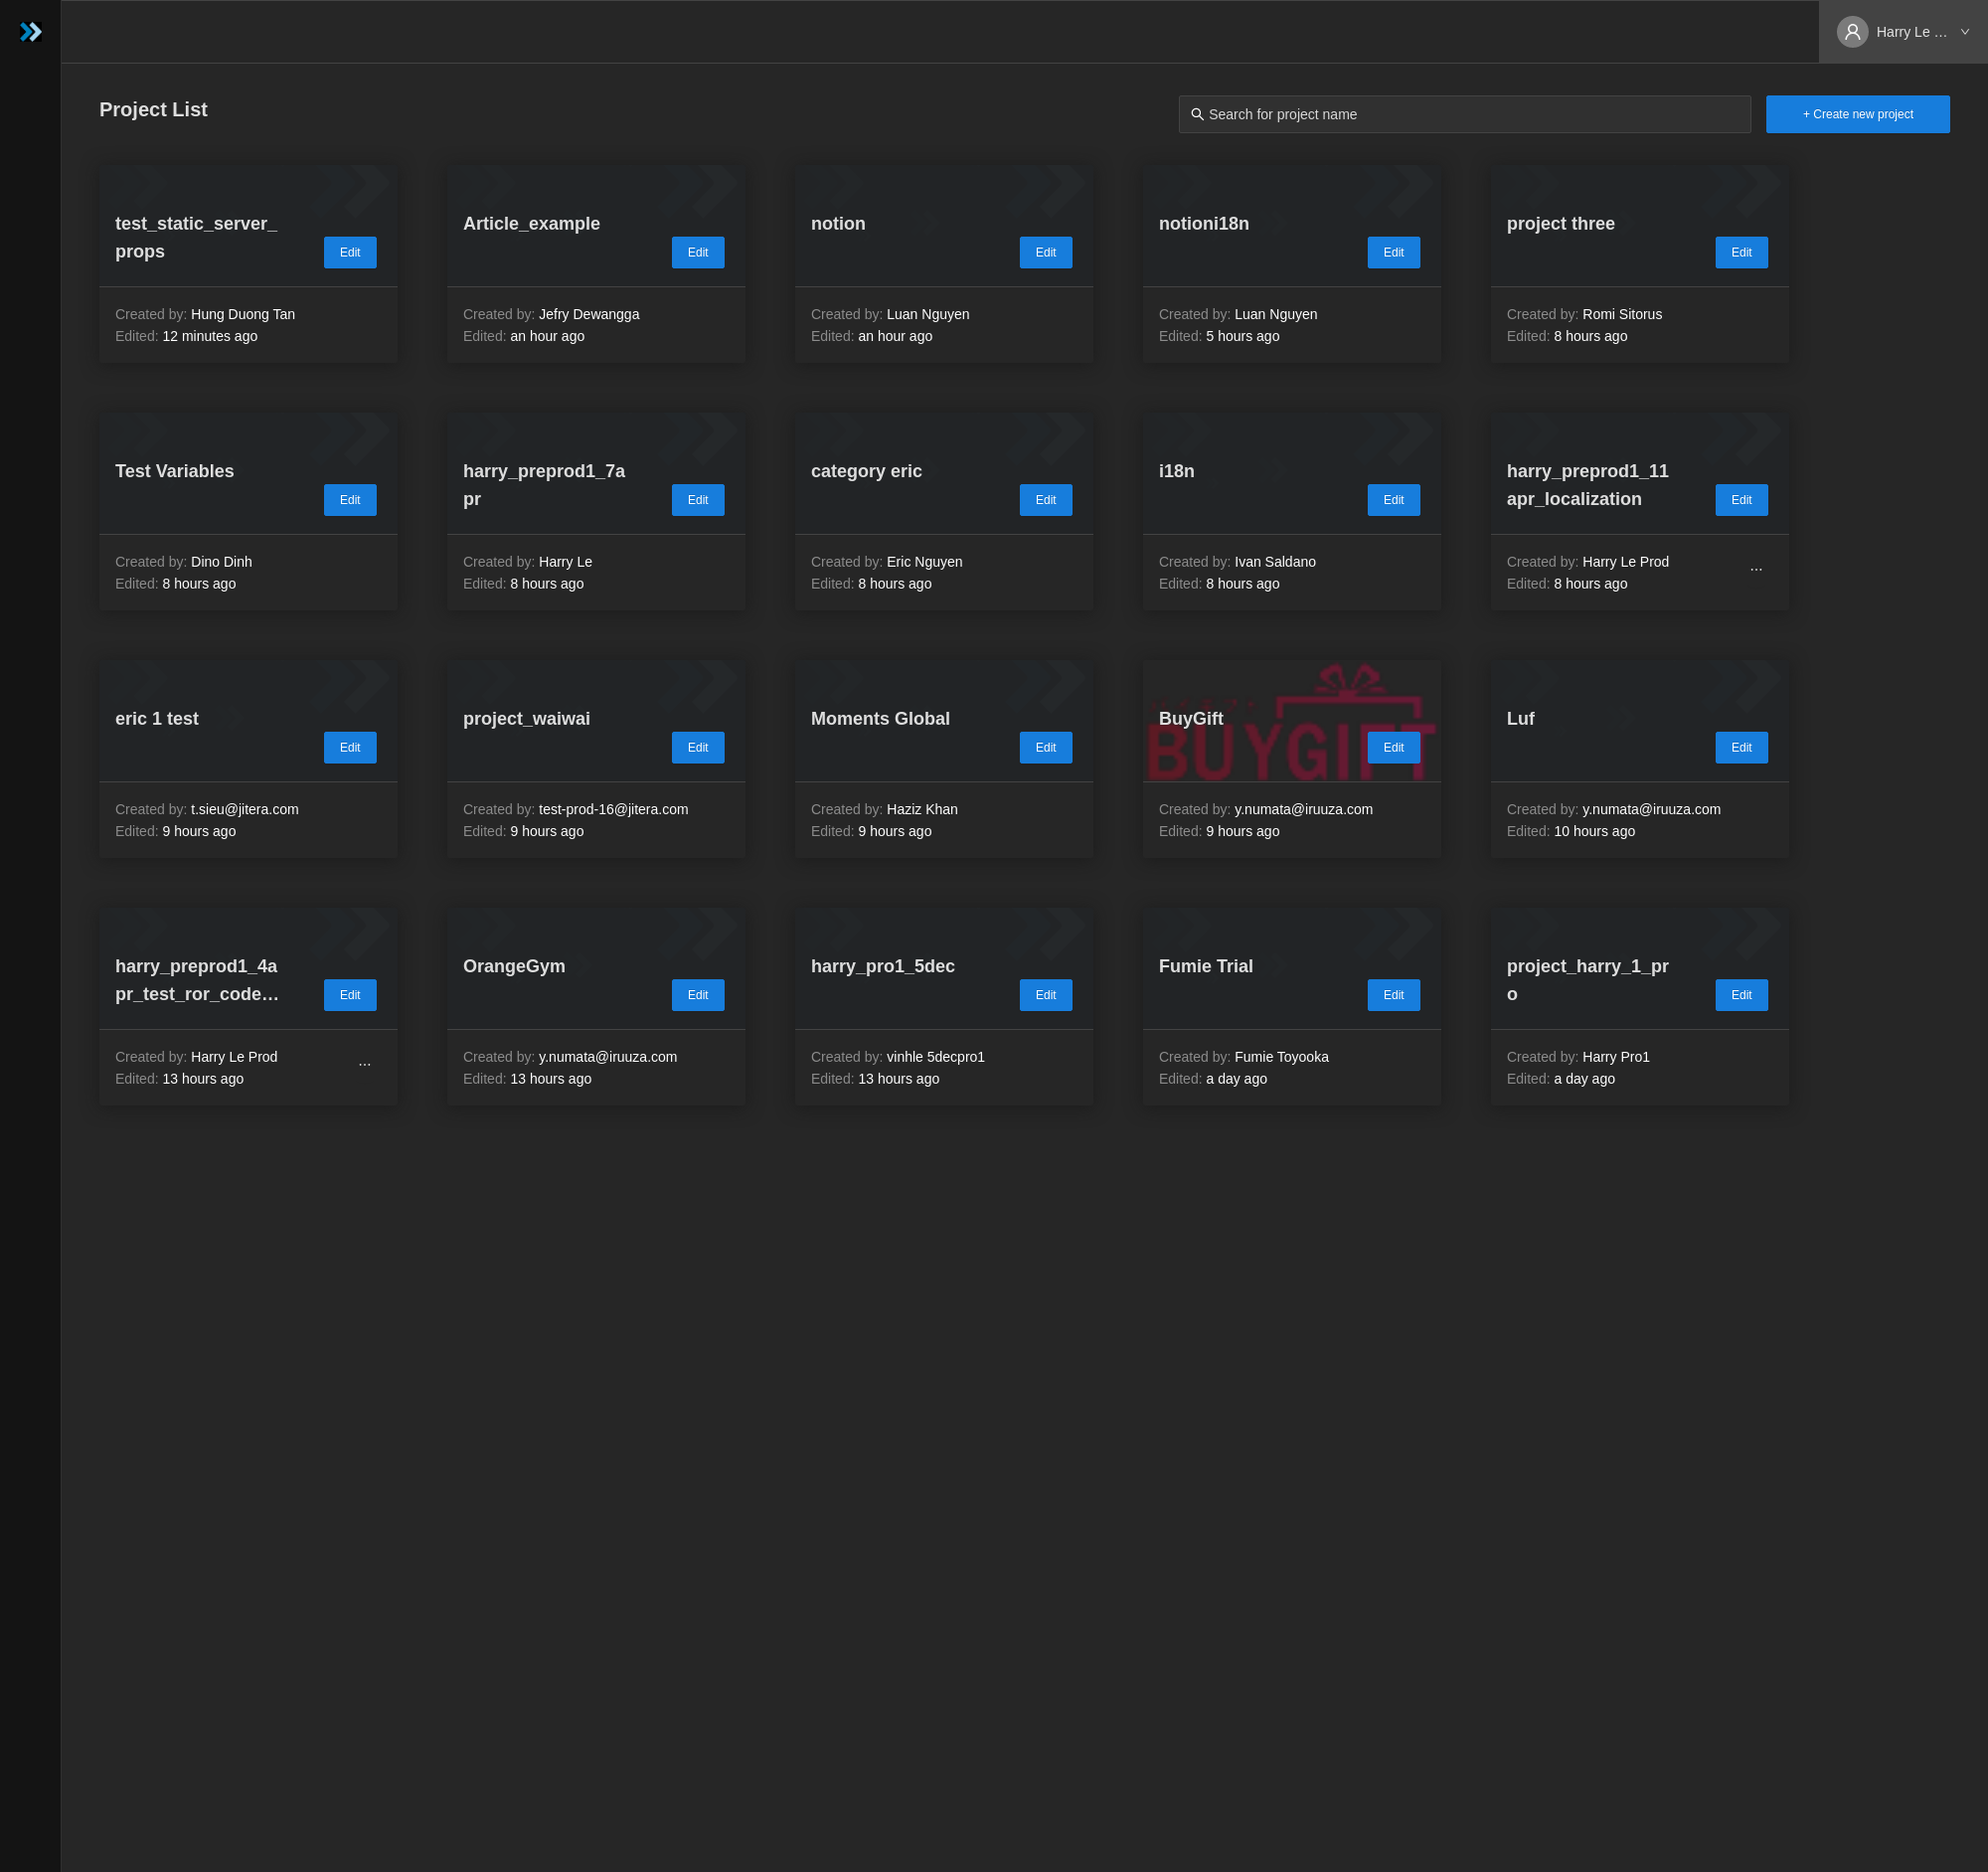 Harry Le …
Project List
Search for project name
+ Create new project
test_static_server_
props
Edit
Created by: Hung Duong Tan
Edited: 12 minutes ago
Article_example
Edit
Created by: Jefry Dewangga
Edited: an hour ago
notion
Edit
Created by: Luan Nguyen
Edited: an hour ago
notioni18n
Edit
Created by: Luan Nguyen
Edited: 5 hours ago
project three
Edit
Created by: Romi Sitorus
Edited: 8 hours ago
Test Variables
Edit
Created by: Dino Dinh
Edited: 8 hours ago
harry_preprod1_7a
pr
Edit
Created by: Harry Le
Edited: 8 hours ago
category eric
Edit
Created by: Eric Nguyen
Edited: 8 hours ago
i18n
Edit
Created by: Ivan Saldano
Edited: 8 hours ago
harry_preprod1_11
apr_localization
Edit
Created by: Harry Le Prod
Edited: 8 hours ago
...
eric 1 test
Edit
Created by: t.sieu@jitera.com
Edited: 9 hours ago
project_waiwai
Edit
Created by: test-prod-16@jitera.com
Edited: 9 hours ago
Moments Global
Edit
Created by: Haziz Khan
Edited: 9 hours ago
BuyGift
BUYGIFT
Edit
Created by: y.numata@iruuza.com
Edited: 9 hours ago
Luf
Edit
Created by: y.numata@iruuza.com
Edited: 10 hours ago
harry_preprod1_4a
pr_test_ror_code…
Edit
Created by: Harry Le Prod
Edited: 13 hours ago
...
OrangeGym
Edit
Created by: y.numata@iruuza.com
Edited: 13 hours ago
harry_pro1_5dec
Edit
Created by: vinhle 5decpro1
Edited: 13 hours ago
Fumie Trial
Edit
Created by: Fumie Toyooka
Edited: a day ago
project_harry_1_pr
o
Edit
Created by: Harry Pro1
Edited: a day ago